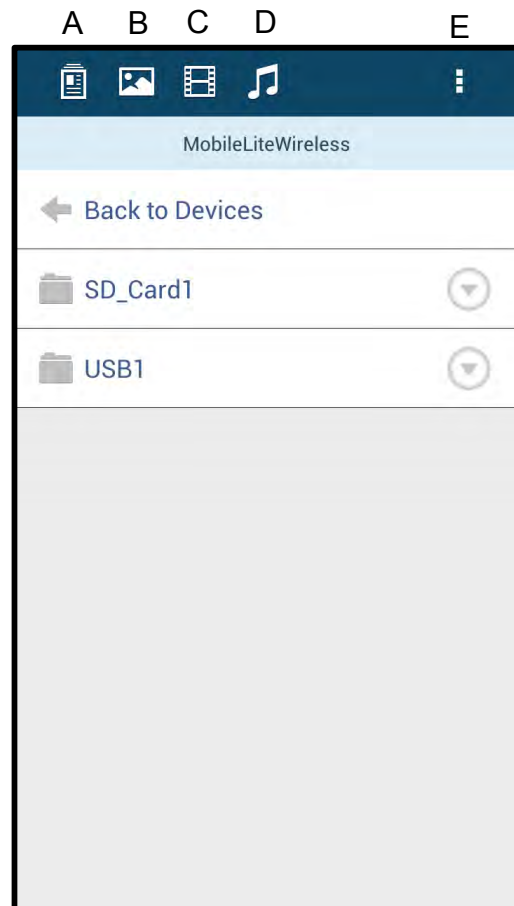 A B C D E
MobileLiteWireless
Back to Devices
SD_Card1
USB1